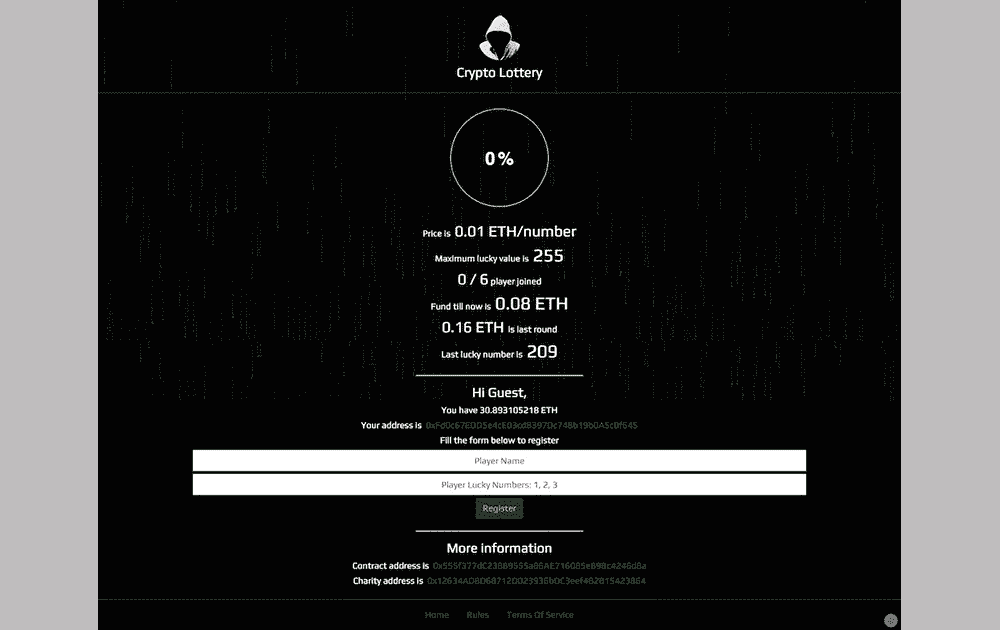 Crypto Lottery
0 %
Price is 0.01 ETH/number
Maximum lucky value is 255
0 / 6 player joined
Fund till now is 0.08 ETH
0.16 ETH is last round
Last lucky number is 209
Hi Guest,
You have 30.893105218 ETH
Your address is
Fill the form below to register
Player Name
Player Lucky Numbers: 1, 2, 3
Register
More information
Contract address is
Charity address is
Home Rules Terms Of Service